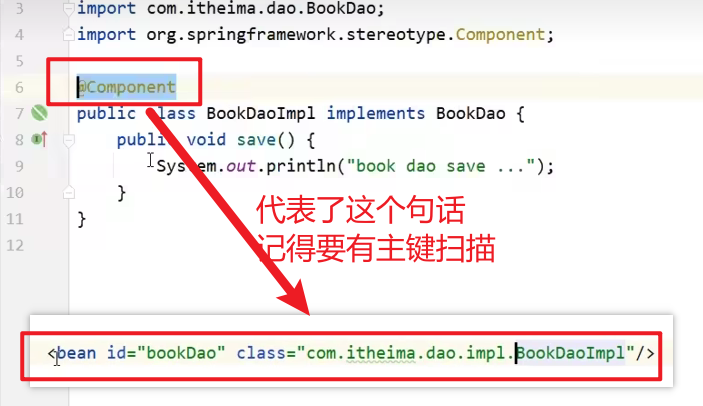 3 import com.itheima.dao.BookDao;
4 import org.springframework.stereotype.Component;
5
6 @Component
7 public class BookDaoImpl implements BookDao {
8 public void save() {
9 System.out.println("book dao save ...");
10 }
11 }
12
代表了这个句话
记得要有主键扫描
<bean id="bookDao" class="com.itheima.dao.impl.BookDaoImpl"/>